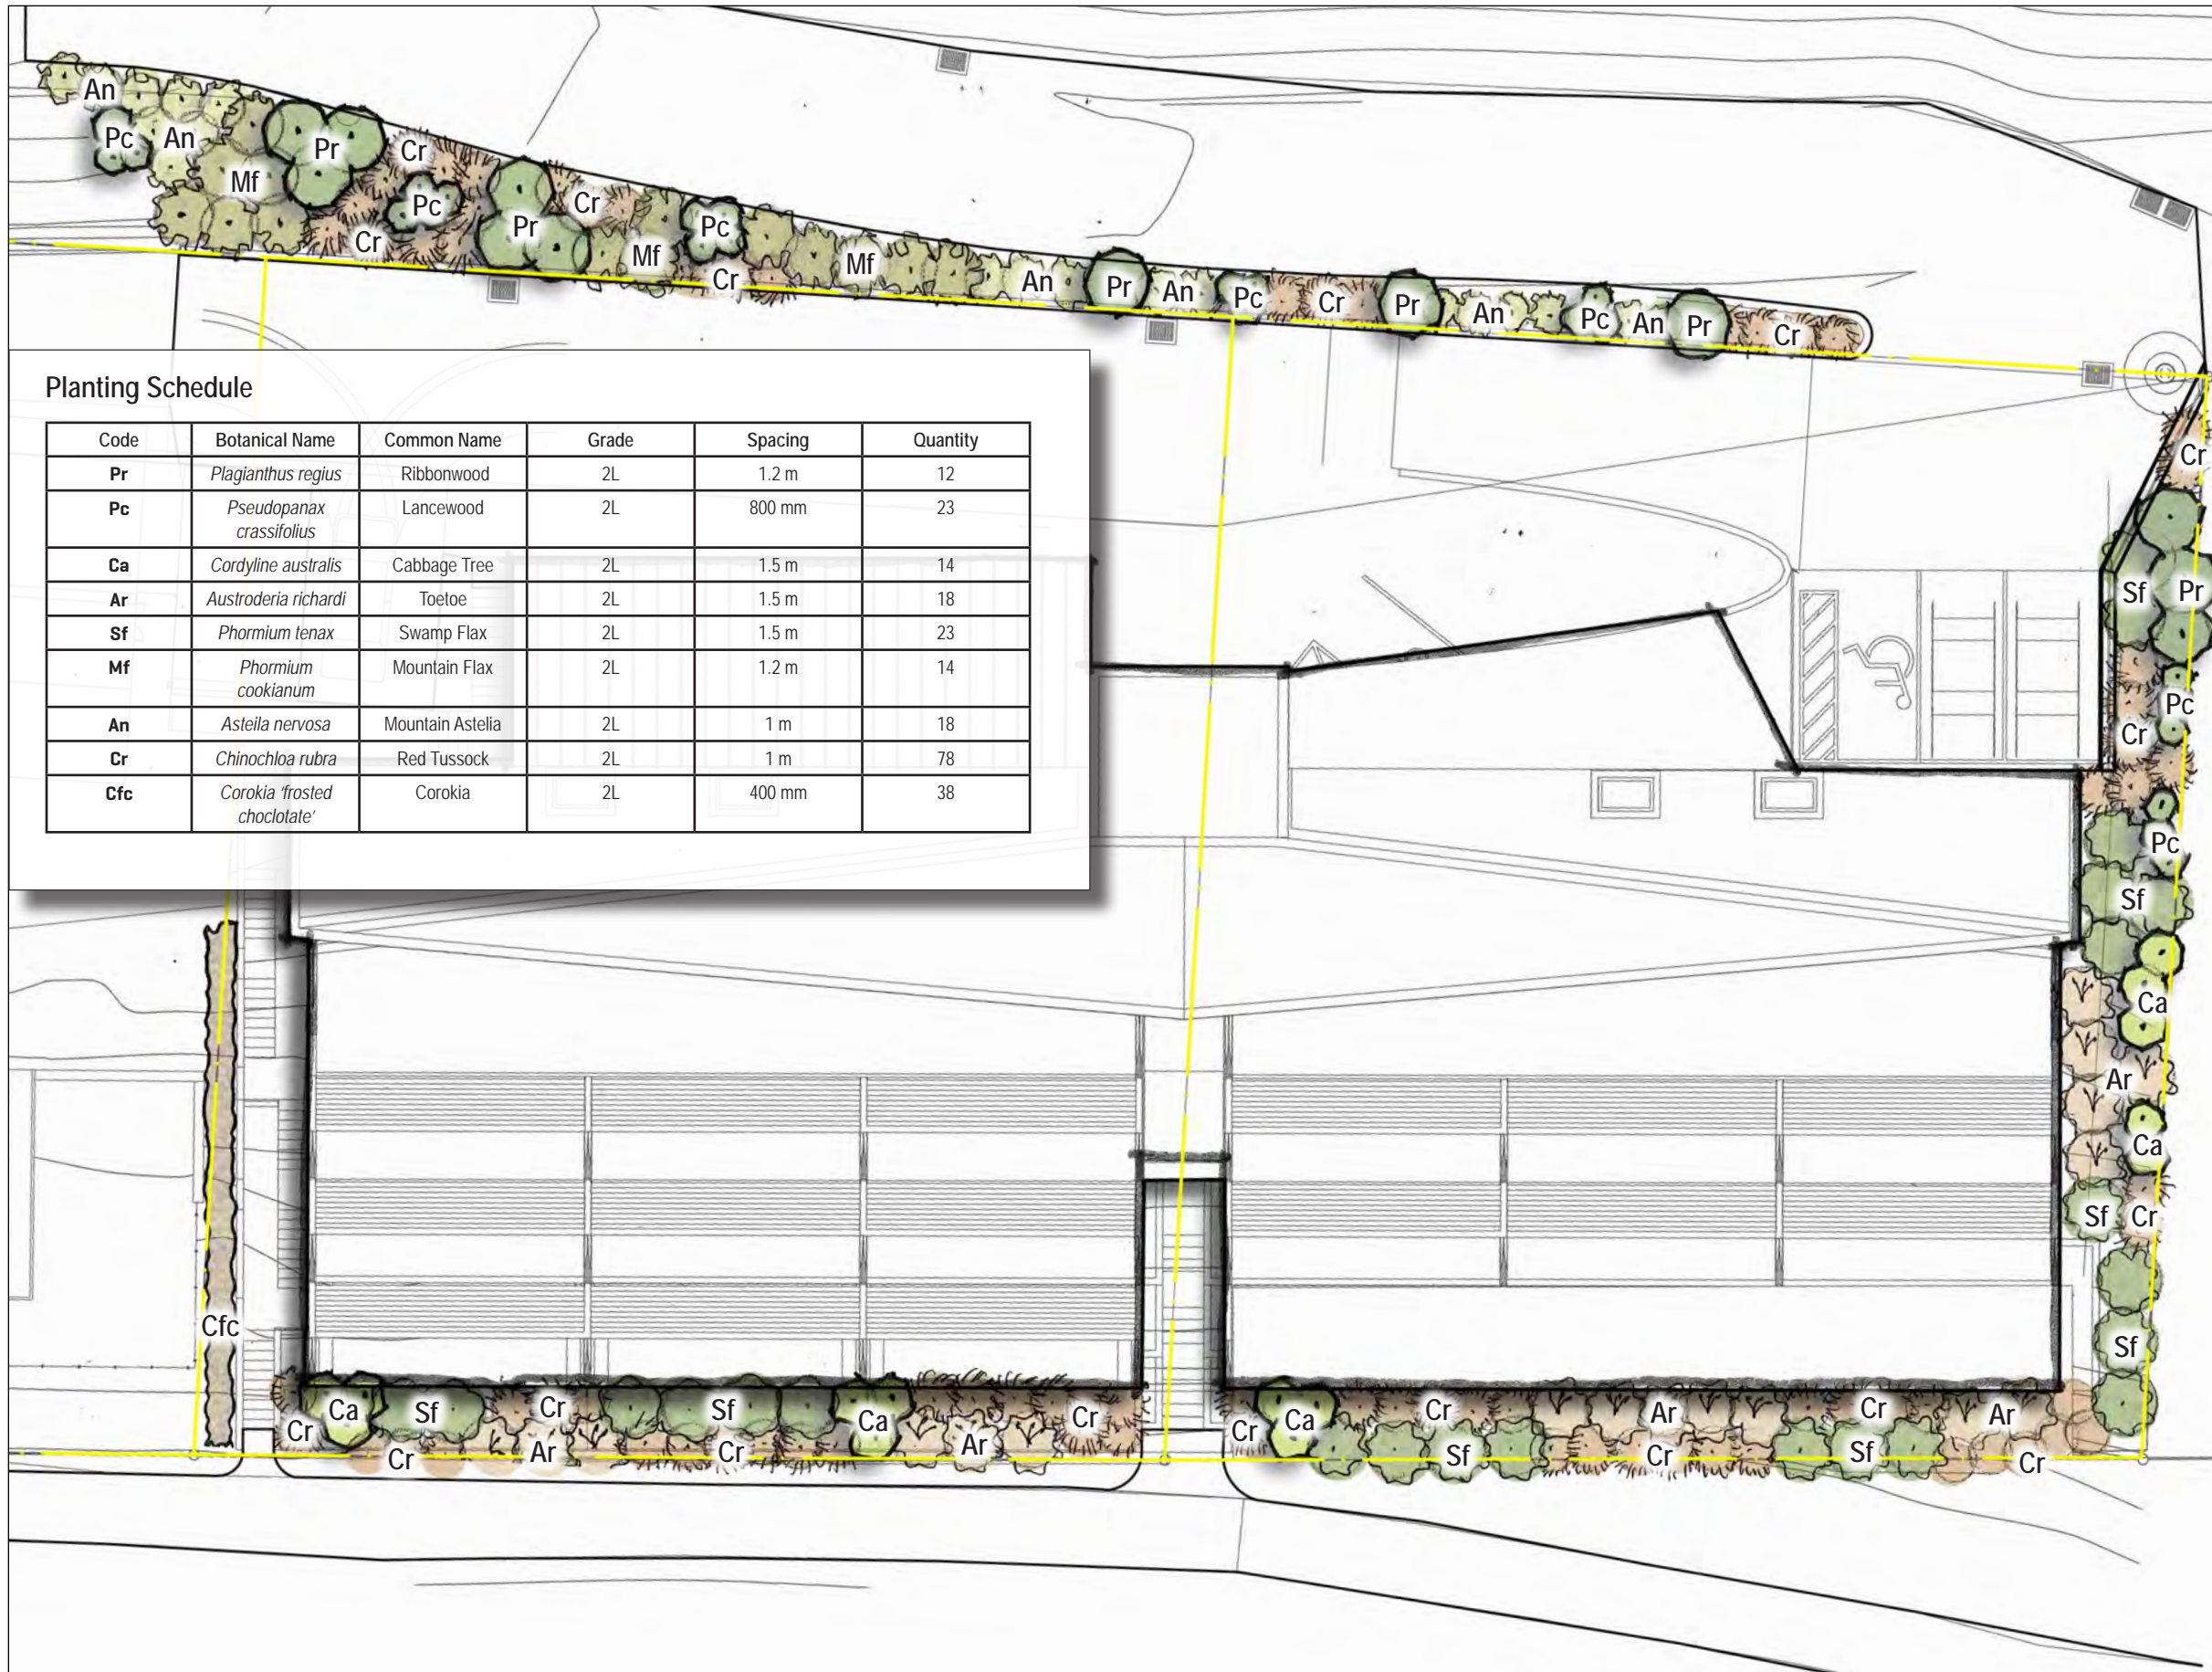 An
Pc An
Mf
Pr
Cr
Pc
Cr
Pr
Cr
Mf
Pc
Cr
Mf
An
Pr
An
Pc
Cr
Pr
An
Pc
An
Pr
Cr
Planting Schedule
Code Botanical Name Common Name Grade Spacing Quantity
Pr Plagianthus regius Ribbonwood 2L 1.2 m 12
Pc Pseudopanax Lancewood 2L 800 mm 23
crassifolius
Ca Cordyline australis Cabbage Tree 2L 1.5 m 14
Ar Austroderia richardi Toetoe 2L 1.5 m 18
Sf Phormium tenax Swamp Flax 2L 1.5 m 23
Mf Phormium Mountain Flax 2L 1.2 m 14
cookianum
An Asteila nervosa Mountain Astelia 2L 1 m 18
Cr Chinochloa rubra Red Tussock 2L 1 m 78
Cfc Corokia 'frosted Corokia 2L 400 mm 38
choclotate'
Cr
Sf Pr
Pc
Cr
Pc
Sf
Ca
Ar
Ca
Sf Cr
Sf
Cfc
Cr
Ca
Sf
Cr
Cr
Ar
Sf
Cr
Ca
Ar
Cr
Cr
Ca
Cr
Sf
Ar
Cr
Cr
Sf
Ar
Cr